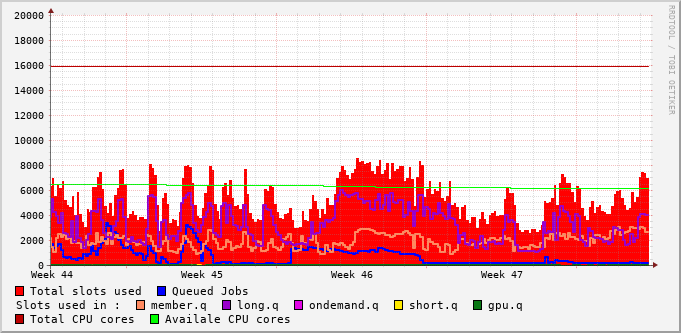 RRDTOOL / TOBI OETIKER
20000
18000
16000
14000
12000
10000
8000
6000
4000
2000
0
Week 44 Week 45 Week 46 Week 47
Total slots used Queued Jobs
Slots used in : member.q long.q ondemand.q short.q gpu.q
Total CPU cores Availale CPU cores